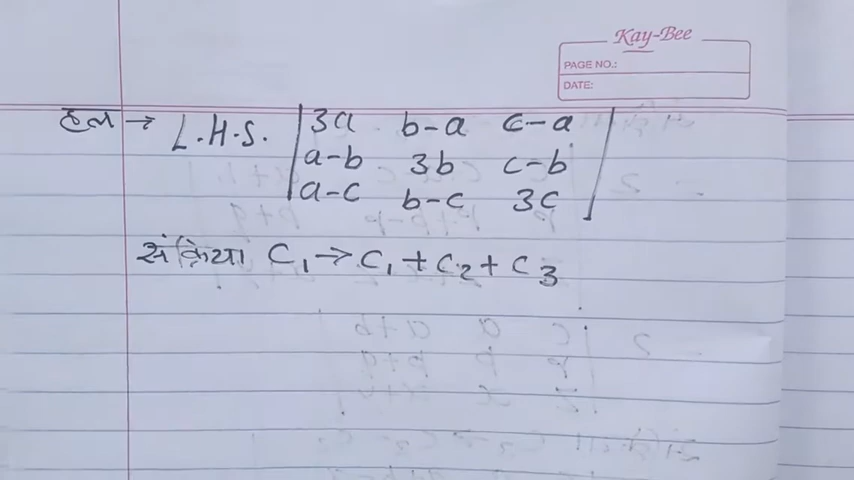 Kay-Bee
PAGE NO.:
DATE:
हल → L.H.S. | 3a b-a c-a |
| a-b 3b c-b |
| a-c b-c 3c |
संक्रिया C₁ → C₁ + C₂ + C₃